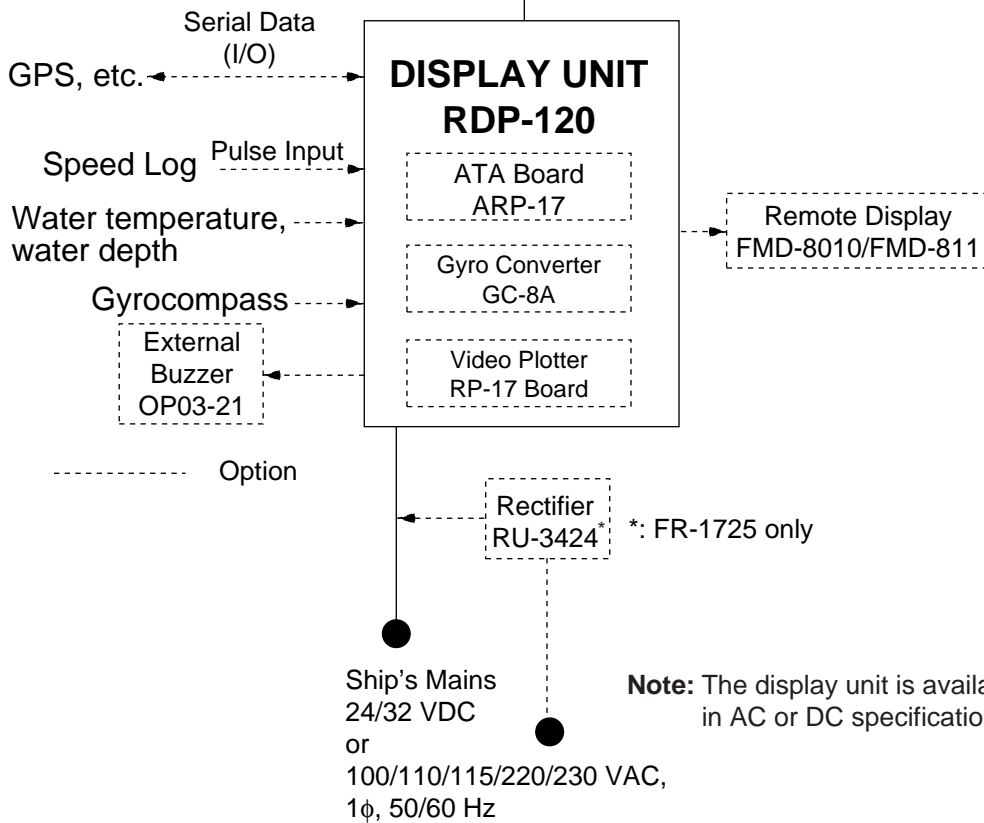 Serial Data
(I/O)
GPS, etc.
DISPLAY UNIT
RDP-120
Speed Log
Pulse Input
ATA Board
ARP-17
Water temperature,
water depth
Remote Display
FMD-8010/FMD-811
Gyro Converter
GC-8A
Gyrocompass
External
Buzzer
OP03-21
Video Plotter
RP-17 Board
Option
Rectifier
RU-3424*
*: FR-1725 only
Ship's Mains
24/32 VDC
or
100/110/115/220/230 VAC,
1ϕ, 50/60 Hz
Note: The display unit is
in AC or DC